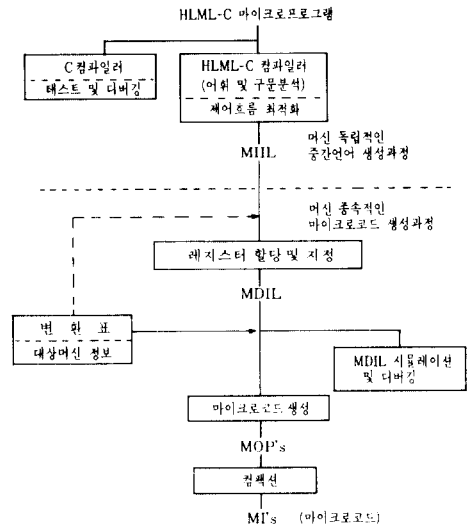 HLML-C 마이크로프로그램
C 컴파일러
테스트 및 디버깅
HLML-C 컴파일러
(어휘 및 구문분석)
제어흐름 최적화
MIIL
머신 독립적인
중간언어 생성과정
머신 종속적인
마이크로코드 생성과정
레지스터 할당 및 지정
MDIL
변환표
대상머신 정보
MDIL 시뮬레이션
및 디버깅
마이크로코드 생성
MOP's
컴팩션
MI's (마이크로코드)